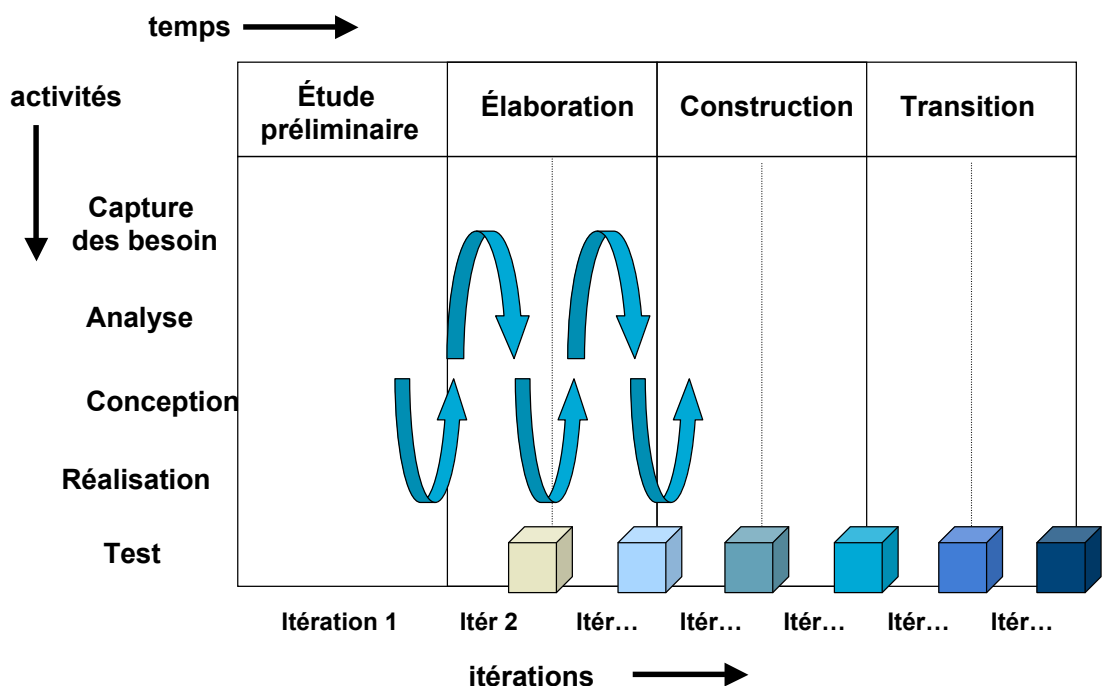 temps
activités
Étude
préliminaire
Élaboration
Construction
Transition
Capture
des besoin
Analyse
Conception
Réalisation
Test
Itération 1
Itér 2
Itér…
Itér…
Itér…
Itér…
Itér…
itérations